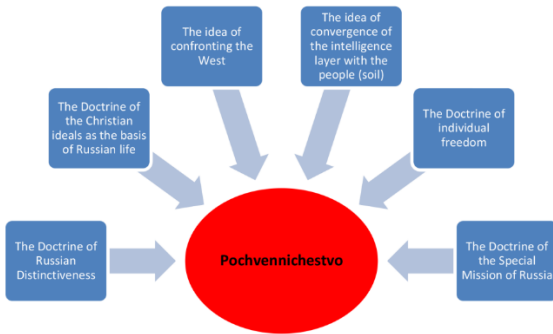 The idea of
confronting the
West
The idea of
convergence of
the intelligence
layer with the
people (soil)
The Doctrine of
the Christian
ideals as the basis
of Russian life
The Doctrine of
individual
freedom
The Doctrine of
Russian
Distinctiveness
Pochvennichestvo
The Doctrine of
the Special
Mission of Russia